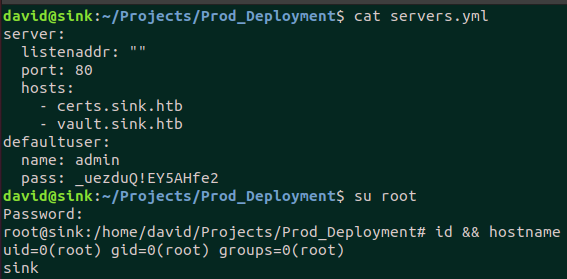 david@sink:~/Projects/Prod_Deployment$ cat servers.yml
server:
  listenaddr: ""
  port: 80
  hosts:
    - certs.sink.htb
    - vault.sink.htb
defaultuser:
  name: admin
  pass: _uezduQ!EY5AHfe2
david@sink:~/Projects/Prod_Deployment$ su root
Password:
root@sink:/home/david/Projects/Prod_Deployment# id && hostname
uid=0(root) gid=0(root) groups=0(root)
sink